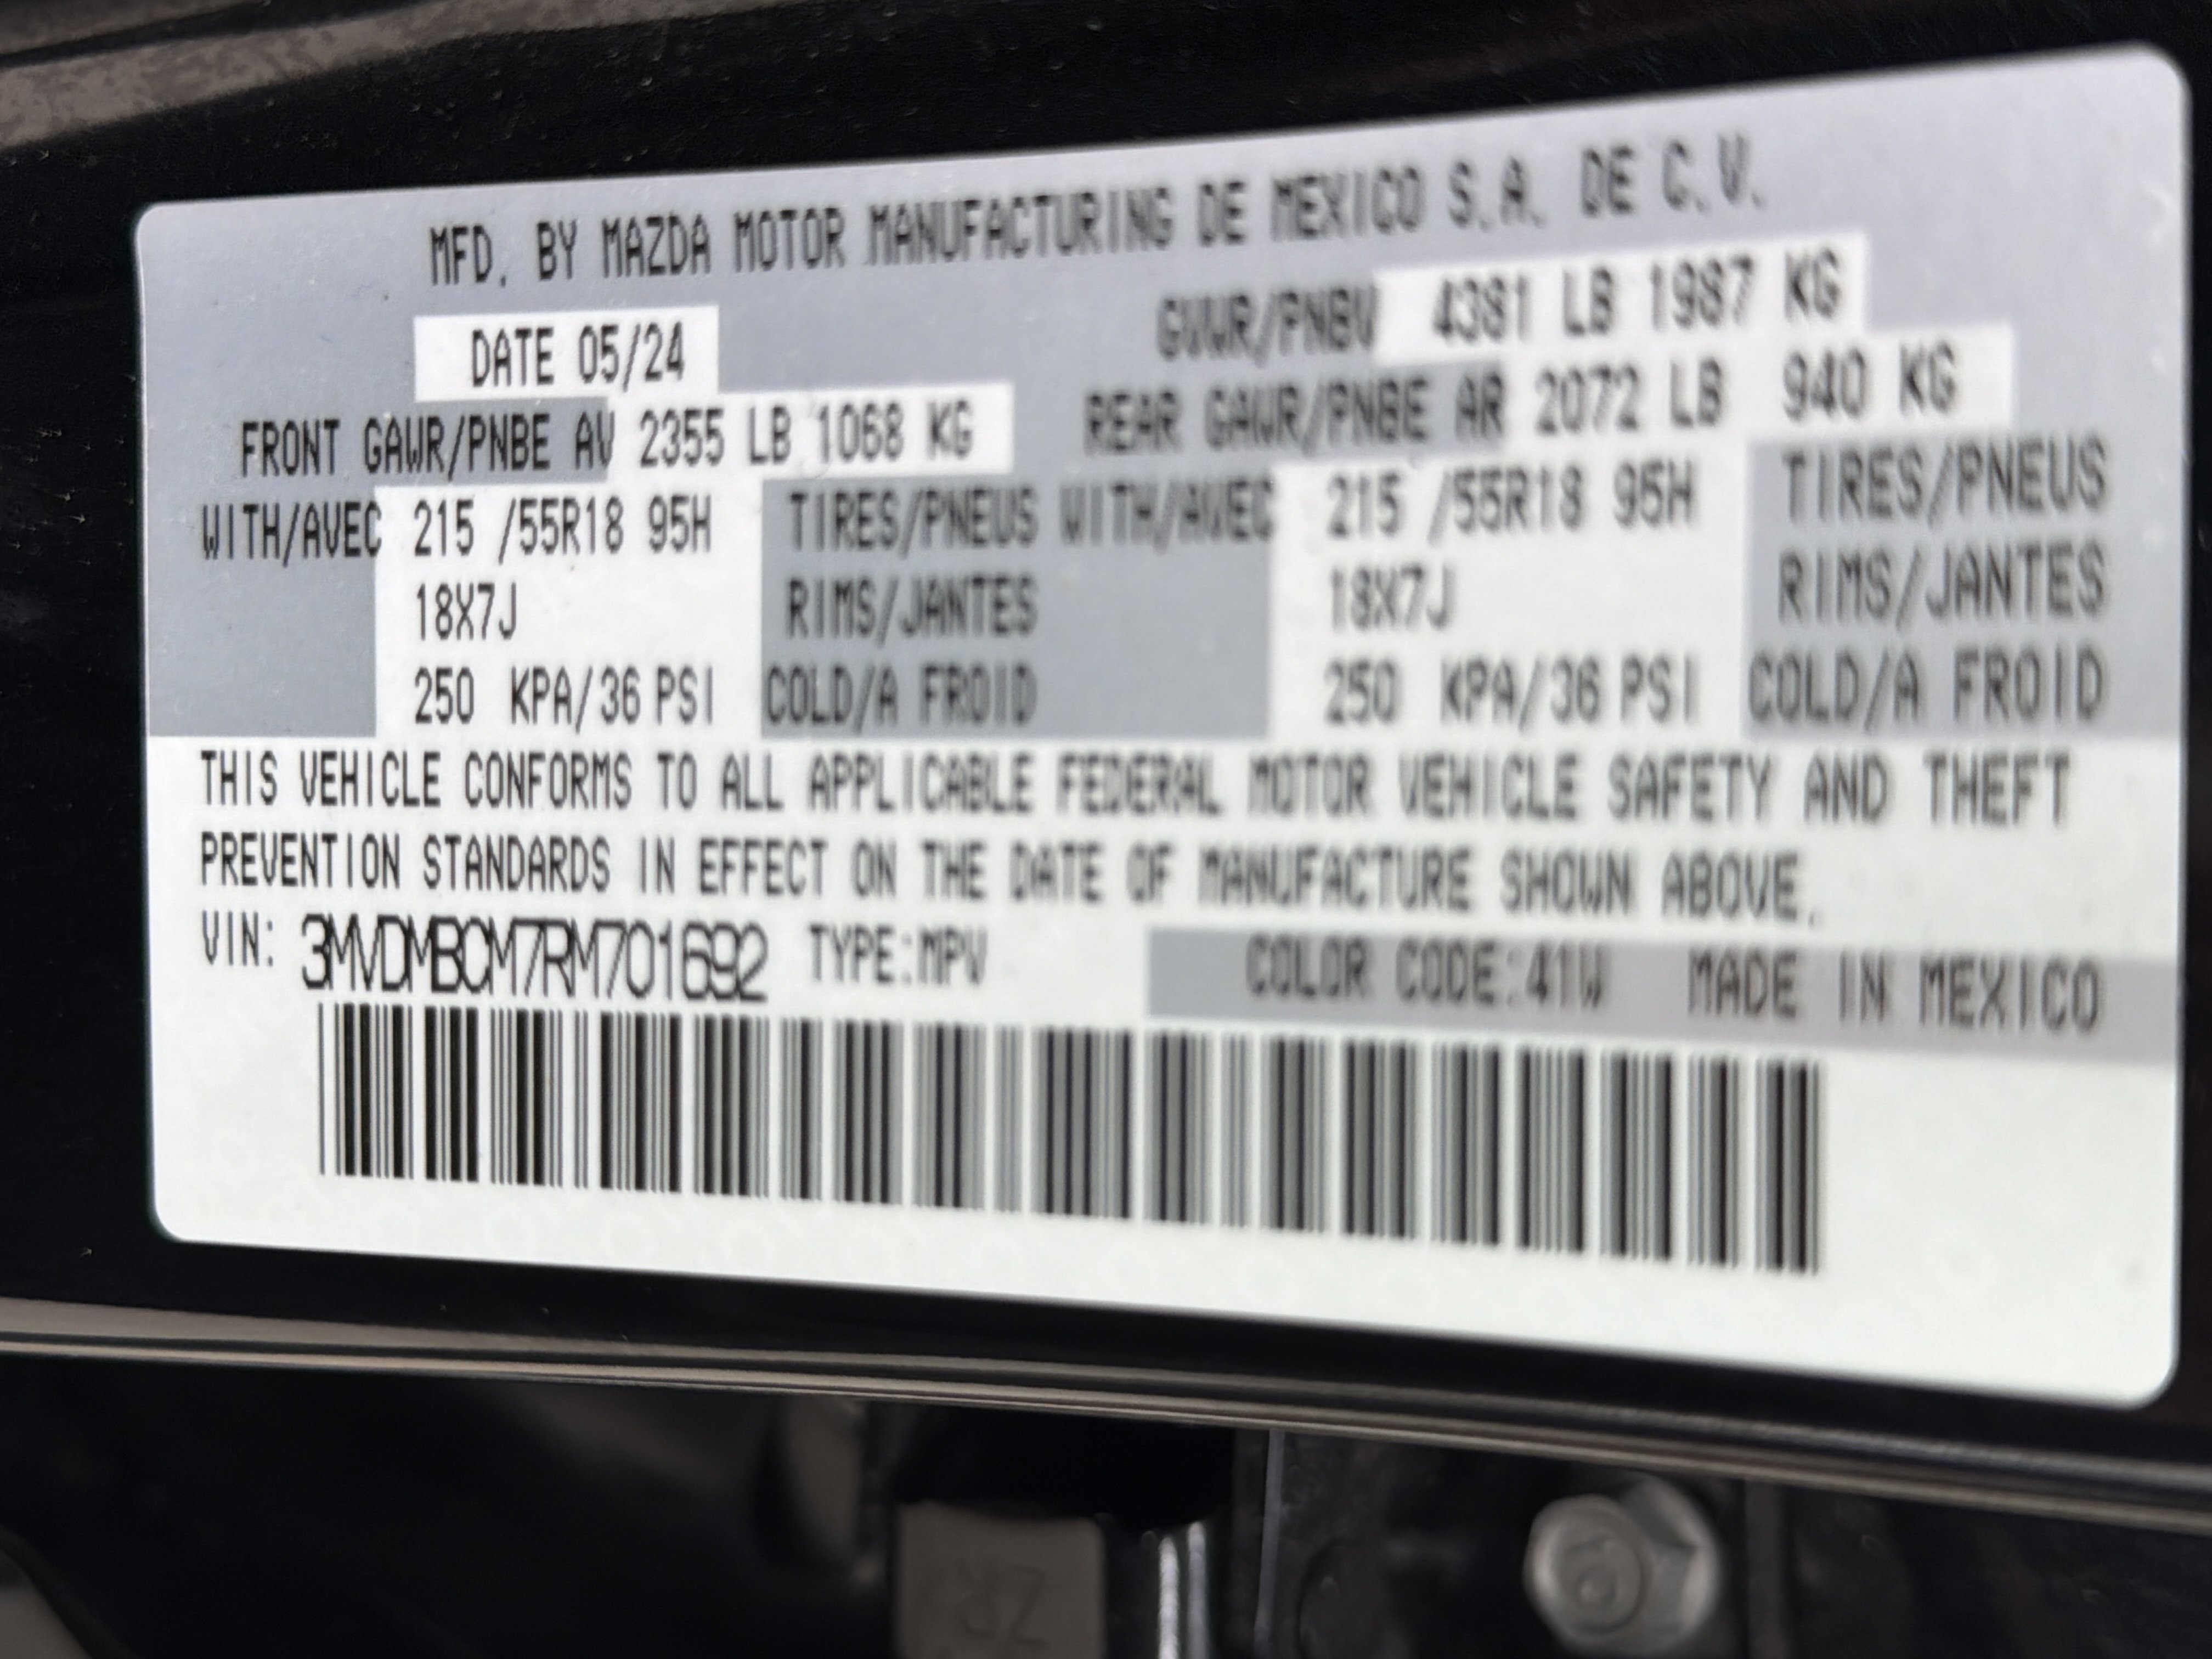 MFD. BY MAZDA MOTOR MANUFACTURING DE MEXICO S.A. DE C.V.
DATE 05/24 GVWR/PNBV 4381 LB 1987 KG
FRONT GAWR/PNBE AV 2355 LB 1068 KG REAR GAWR/PNBE AR 2072 LB 940 KG
WITH/AVEC 215 /55R18 95H TIRES/PNEUS WITH/AVEC 215 /55R18 95H TIRES/PNEUS
18X7J RIMS/JANTES 18X7J RIMS/JANTES
250 KPA/36 PSI COLD/A FROID 250 KPA/36 PSI COLD/A FROID
THIS VEHICLE CONFORMS TO ALL APPLICABLE FEDERAL MOTOR VEHICLE SAFETY AND THEFT
PREVENTION STANDARDS IN EFFECT ON THE DATE OF MANUFACTURE SHOWN ABOVE.
VIN: 3MVDMBCM7RM701692 TYPE:MPV COLOR CODE:41W MADE IN MEXICO